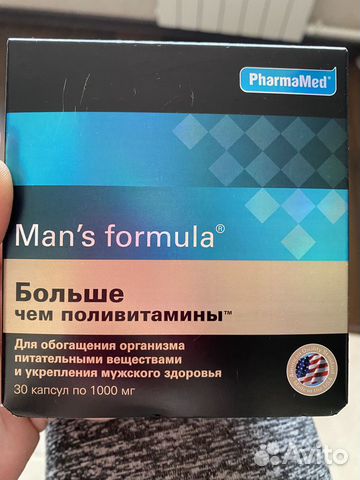 PharmaMed®
Man's formula®
Больше
чем поливитамины™
Для обогащения организма
питательными веществами
и укрепления мужского здоровья
30 капсул по 1000 мг
Avito